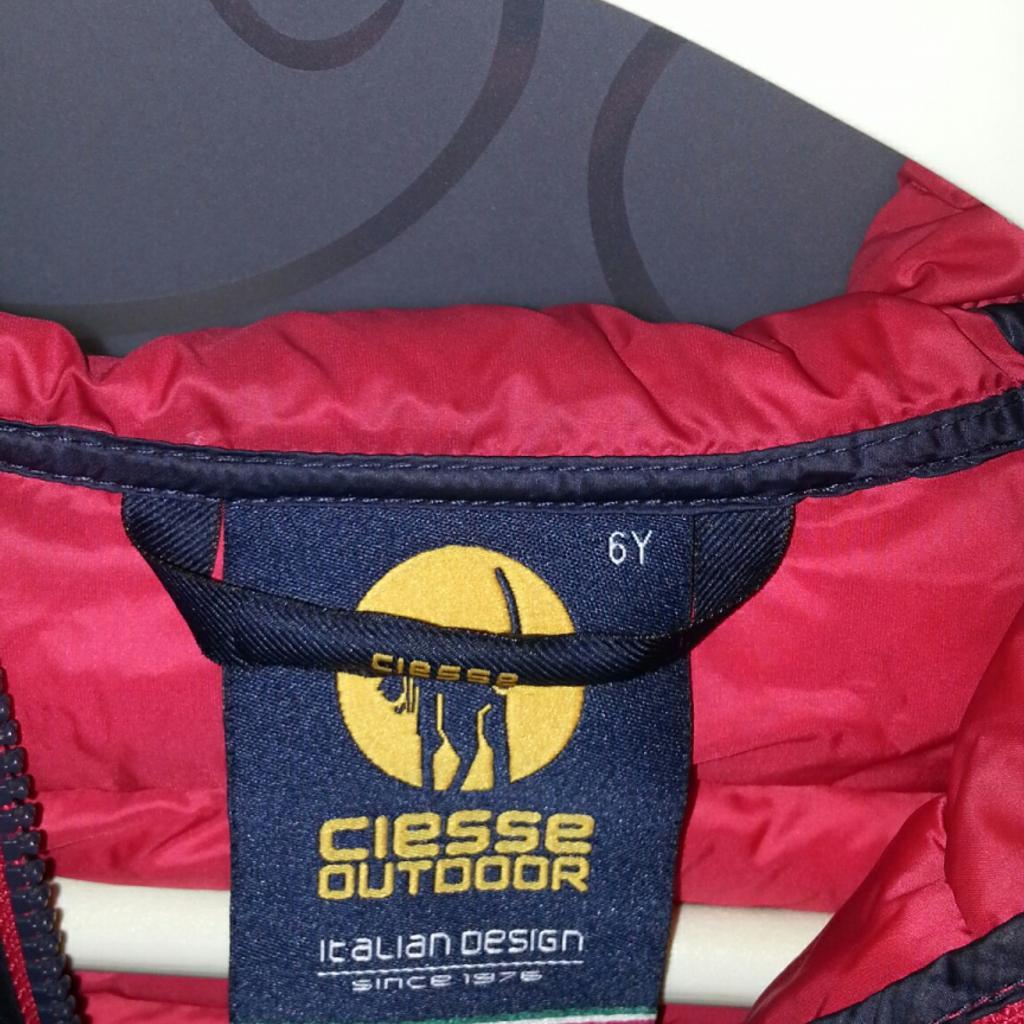 6Y
ciesse
ciesse
OUTDOOR
Italian Design
since 1976